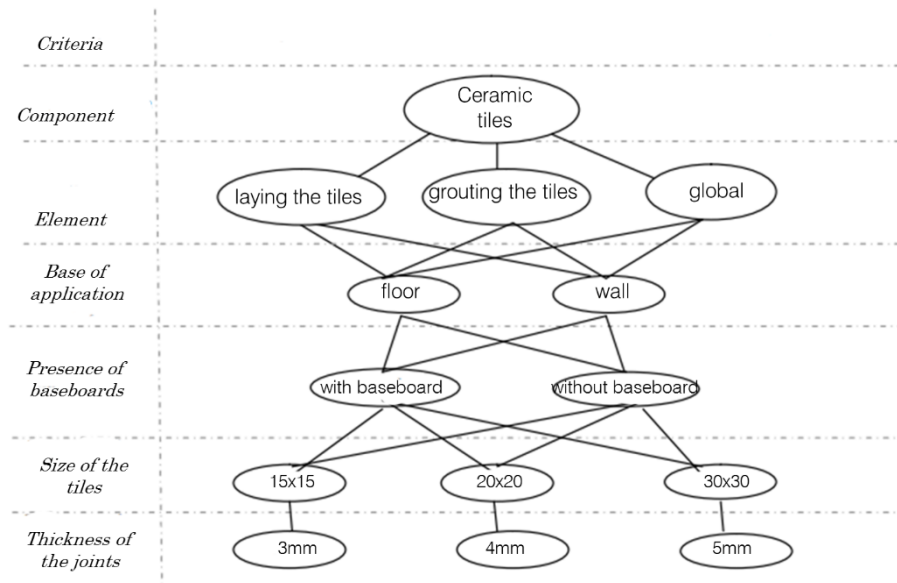 Criteria
Component
Ceramic
tiles
Element
laying the tiles
grouting the tiles
global
Base of
application
floor
wall
Presence of
baseboards
with baseboard
without baseboard
Size of the
tiles
15x15
20x20
30x30
Thickness of
the joints
3mm
4mm
5mm